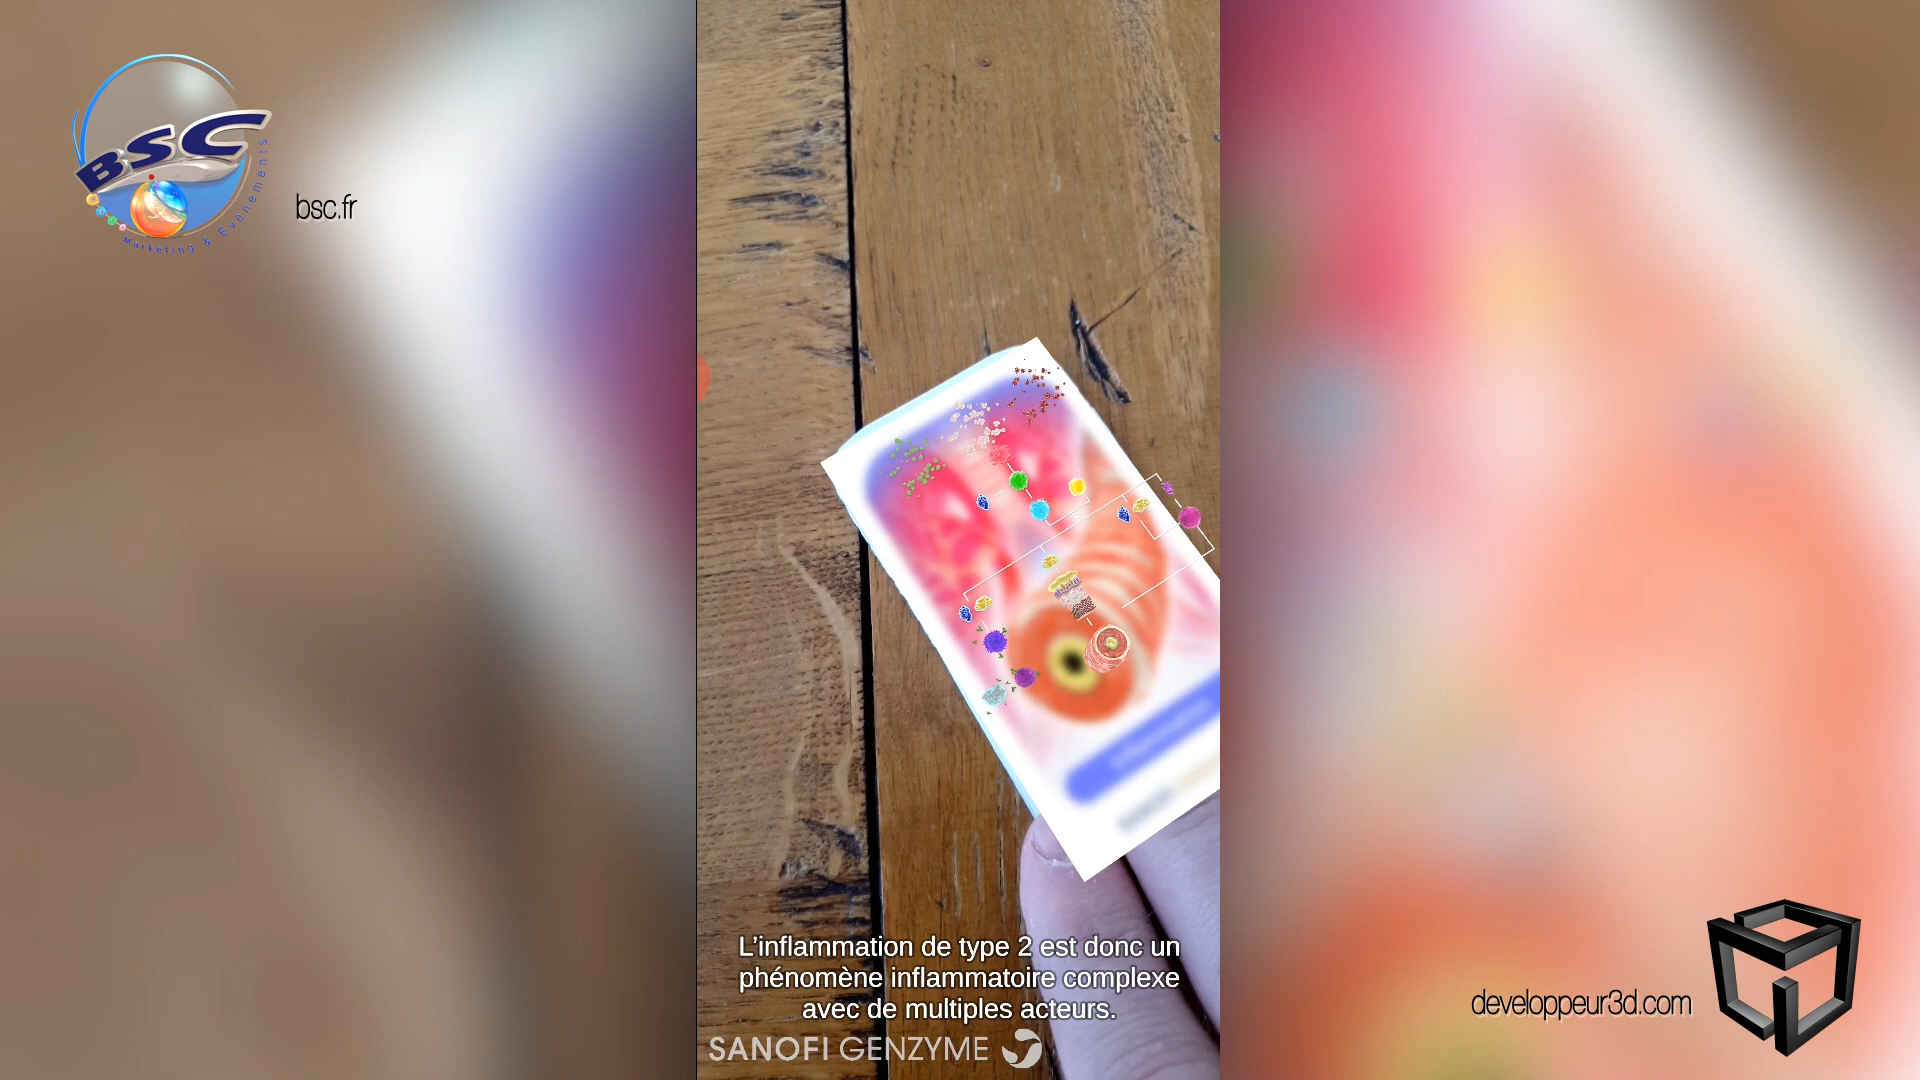 BSC
Marketing & Evénements
bsc.fr
L'inflammation de type 2 est donc un
phénomène inflammatoire complexe
avec de multiples acteurs.
SANOFI GENZYME
developpeur3d.com